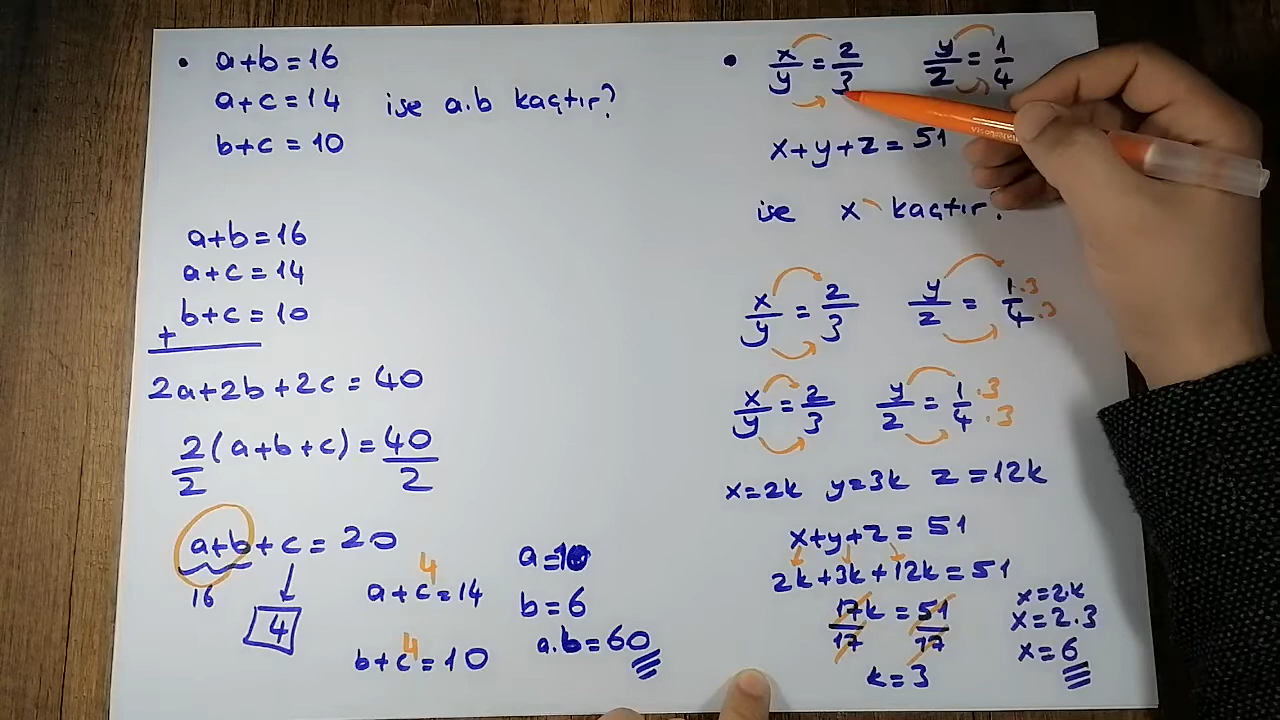 • a+b=16
a+c=14 ise a.b kaçtır?
b+c=10
a+b=16
a+c=14
b+c=10
+
2a+2b+2c=40
2/2 (a+b+c)=40/2
a+b+c=20
16
4
4
a+c=14
4
b+c=10
a=10
b=6
a.b=60
• x/y=2/3 y/z=1/4
x+y+z=51
ise x kaçtır?
x/y=2/3 y/z=1.3/4.3
x/y=2/3 y/z=1.3/4.3
x=2k y=3k z=12k
x+y+z=51
2k+3k+12k=51
17k/17=51/17
k=3
x=2k
x=2.3
x=6